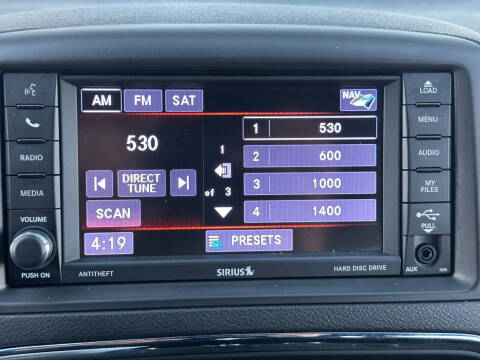 LOAD
AM FM SAT NAV
MENU
530
1 530
RADIO
AUDIO
1
2 600
DIRECT TUNE
of 3
3 1000
MEDIA
MY FILES
SCAN
4 1400
VOLUME
PULL
4:19
PRESETS
PUSH ON
ANTITHEFT
SIRIUS
HARD DISC DRIVE
AUX